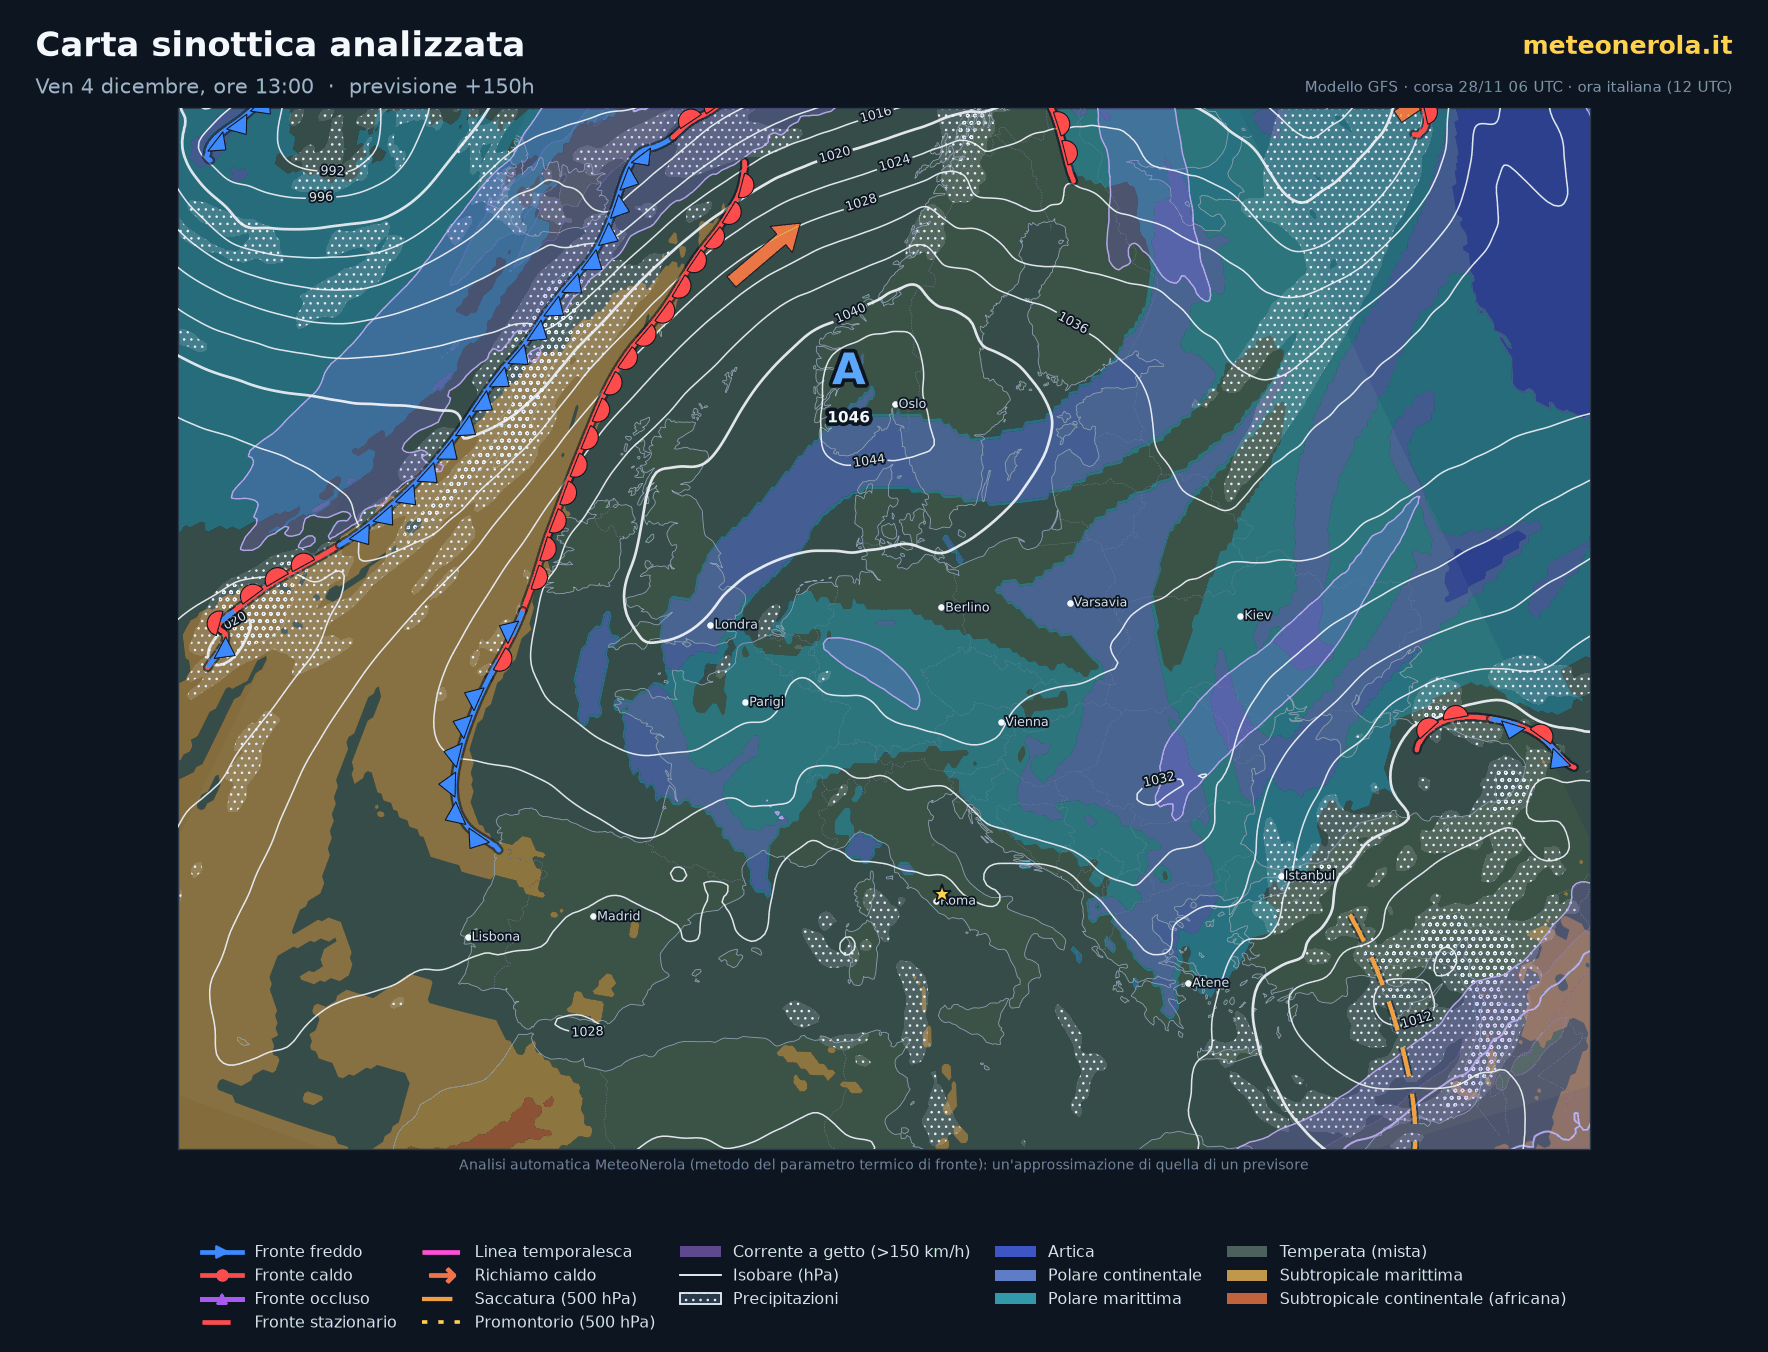 Carta sinottica analizzata
meteonerola.it
Ven 4 dicembre, ore 13:00 · previsione +150h
Modello GFS · corsa 28/11 06 UTC · ora italiana (12 UTC)
1016
1020
1024
992
996
1028
1040
1036
A
1046
Oslo
1044
Berlino
Varsavia
Kiev
020
Londra
Parigi
Vienna
1032
Istanbul
Roma
Madrid
Lisbona
Atene
1012
1028
Analisi automatica MeteoNerola (metodo del parametro termico di fronte): un'approssimazione di quella di un previsore
Fronte freddo
Fronte caldo
Fronte occluso
Fronte stazionario
Linea temporalesca
Richiamo caldo
Saccatura (500 hPa)
Promontorio (500 hPa)
Corrente a getto (>150 km/h)
Isobare (hPa)
Precipitazioni
Artica
Polare continentale
Polare marittima
Temperata (mista)
Subtropicale marittima
Subtropicale continentale (africana)